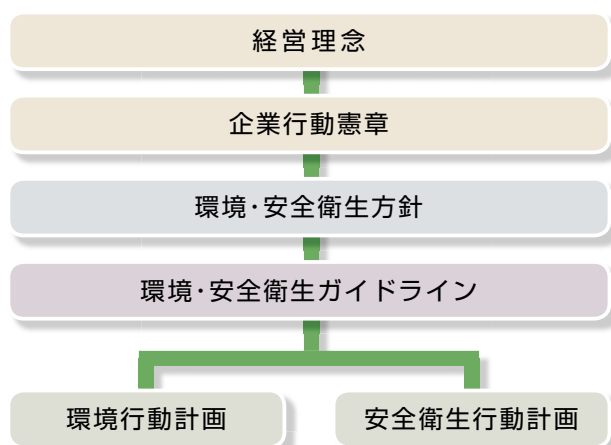 経営理念
企業行動憲章
環境･安全衛生方針
環境･安全衛生ガイドライン
環境行動計画
安全衛生行動計画